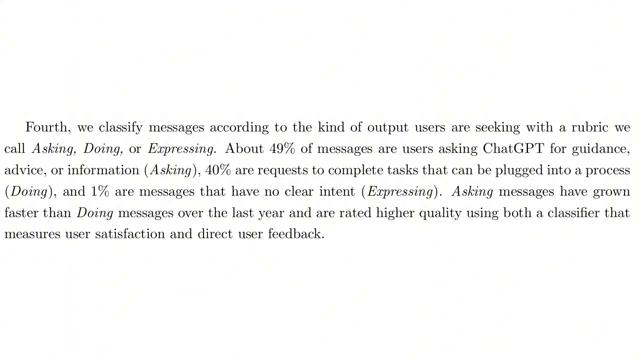 Fourth, we classify messages according to the kind of output users are seeking with a rubric we
call Asking, Doing, or Expressing. About 49% of messages are users asking ChatGPT for guidance,
advice, or information (Asking), 40% are requests to complete tasks that can be plugged into a process
(Doing), and 1% are messages that have no clear intent (Expressing). Asking messages have grown
faster than Doing messages over the last year and are rated higher quality using both a classifier that
measures user satisfaction and direct user feedback.